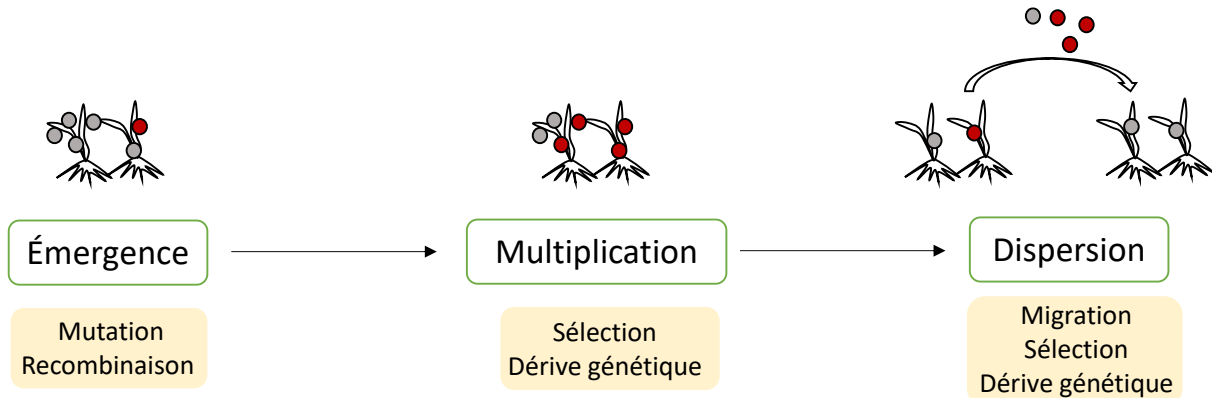 Émergence
Multiplication
Dispersion
Mutation
Recombinaison
Sélection
Dérive génétique
Migration
Sélection
Dérive génétique